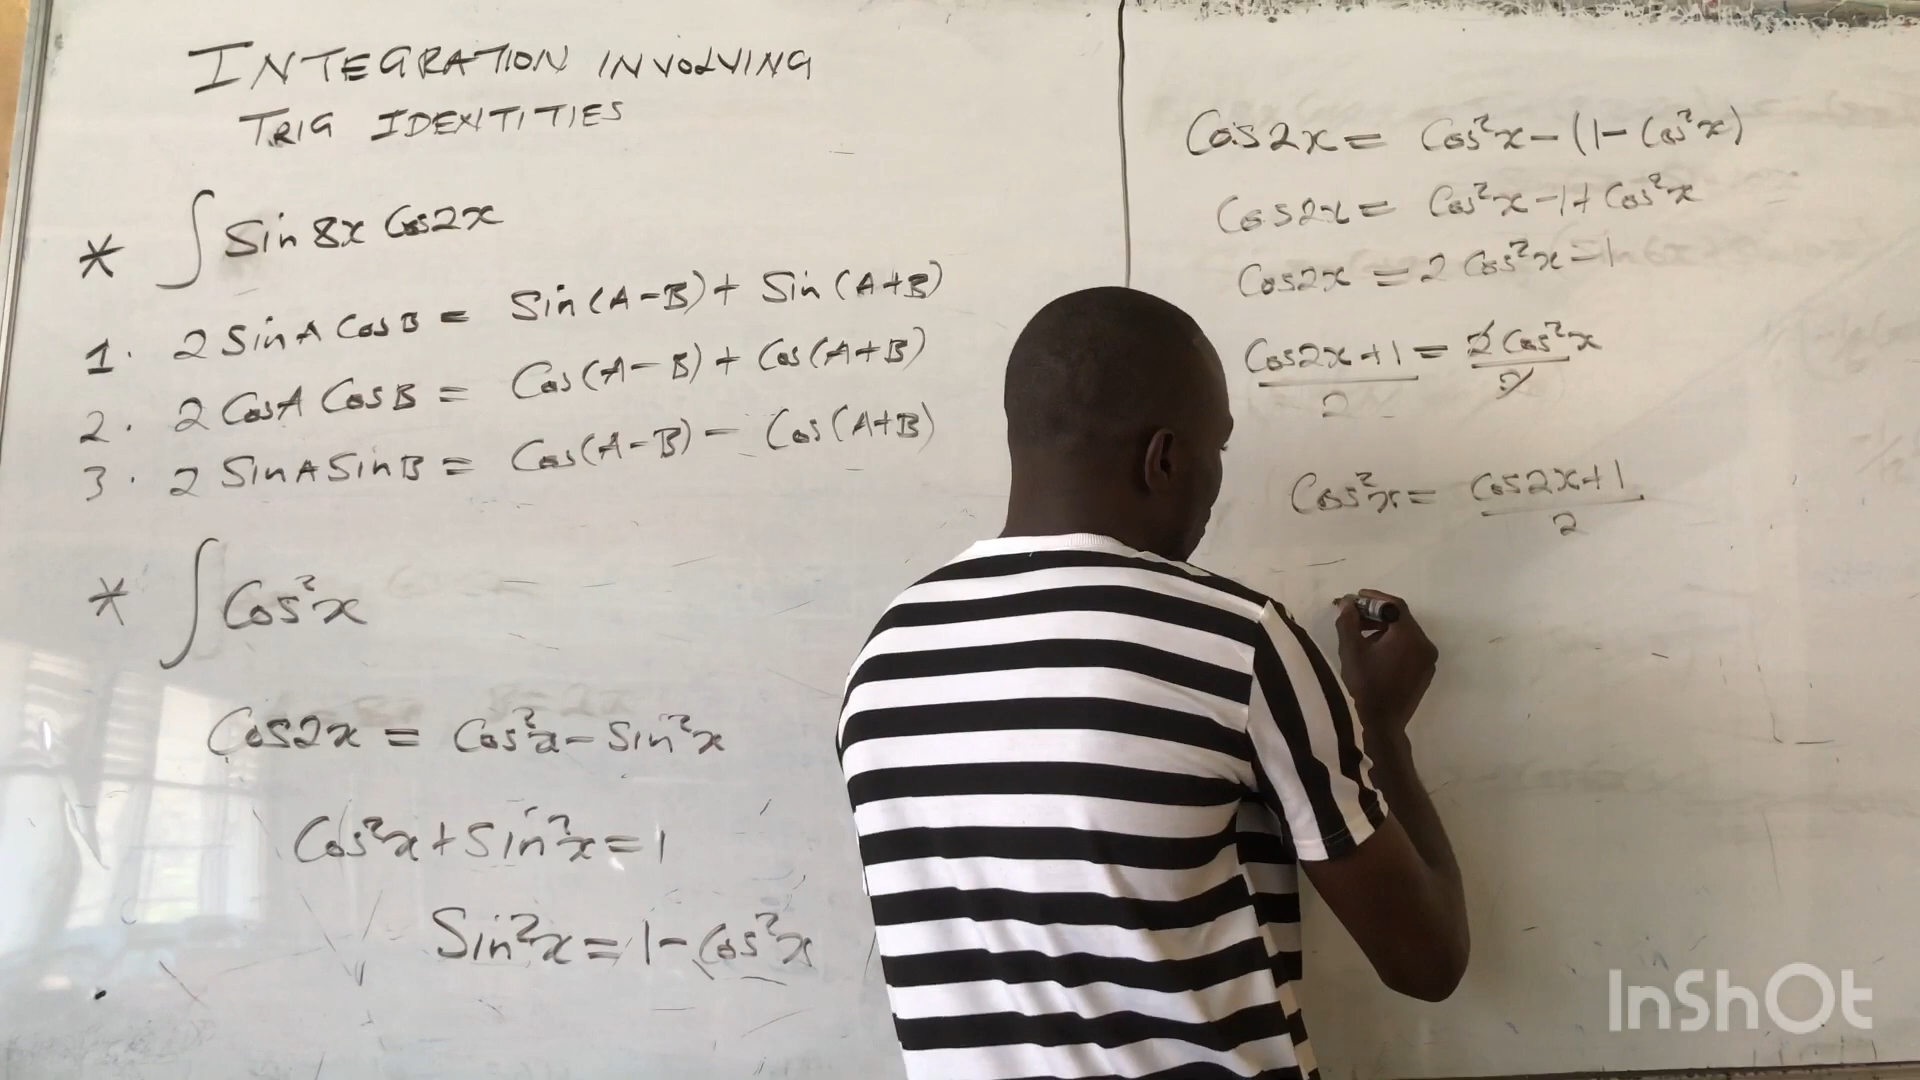 INTEGRATION INVOLVING
TRIG IDENTITIES
* ∫ Sin 8x Cos2x
1. 2 Sin A Cos B = Sin (A-B) + Sin (A+B)
2. 2 Cos A Cos B = Cos (A-B) + Cos (A+B)
3. 2 Sin A Sin B = Cos (A-B) - Cos (A+B)
* ∫ Cos²x
Cos2x = Cos²x - Sin²x
Cos²x + Sin²x = 1
Sin²x = 1 - Cos²x
Cos2x = Cos²x - (1 - Cos²x)
Cos2x = Cos²x - 1 + Cos²x
Cos2x = 2 Cos²x - 1
Cos2x + 1 = 2 Cos²x
2 2
Cos²x = Cos2x + 1
2
InShOt